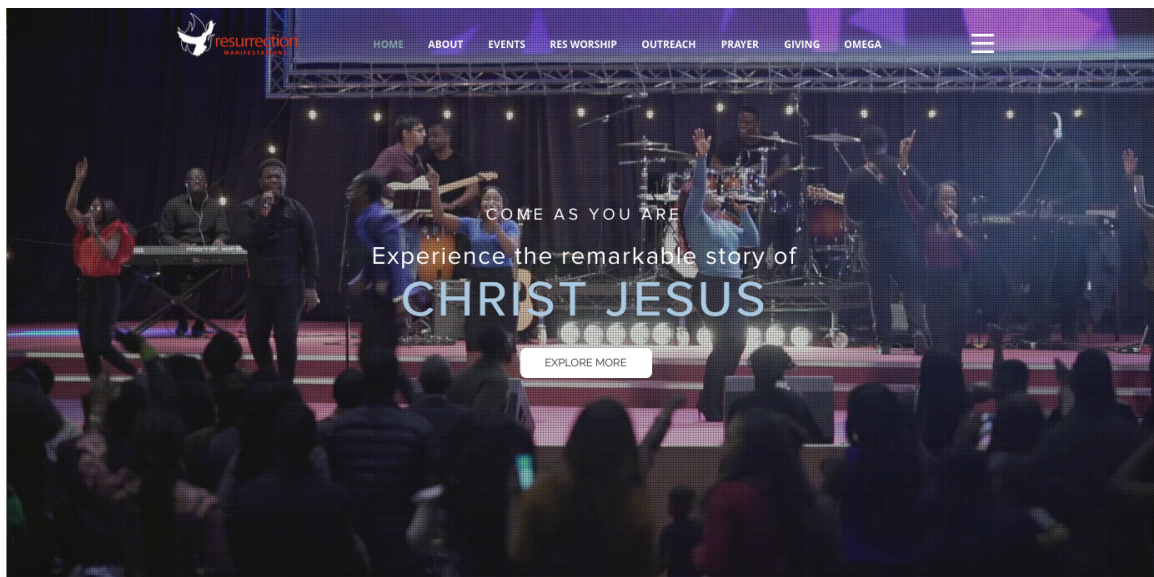 resurrection
MANIFESTATIONS
HOME ABOUT EVENTS RES WORSHIP OUTREACH PRAYER GIVING OMEGA
COME AS YOU ARE
Experience the remarkable story of
CHRIST JESUS
EXPLORE MORE